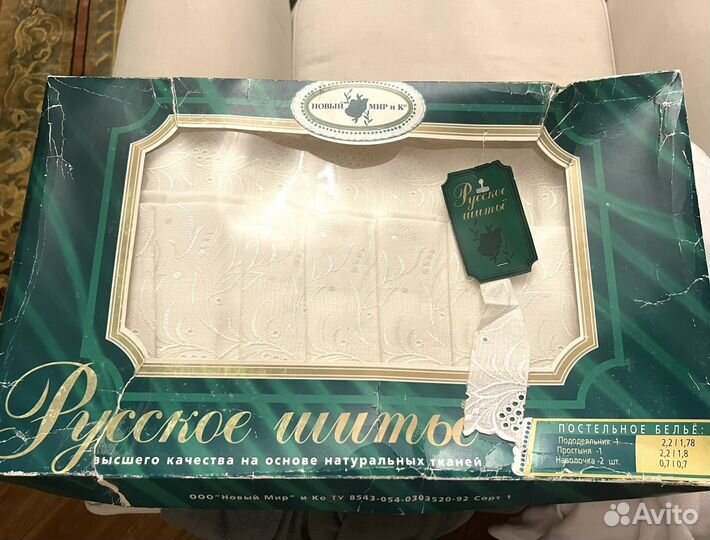 НОВЫЙ МИР и Кº
Русское
шитьё
Русское шитьё
высшего качества на основе натуральных тканей
ПОСТЕЛЬНОЕ БЕЛЬЁ:
Пододеяльник -1 2,2 / 1,78
Простыня -1 2,2 / 1,8
Наволочка -2 шт. 0,7 / 0,7
ООО"Новый Мир" и Ко ТУ 8543-054-0303520-92 Сорт 1
Avito